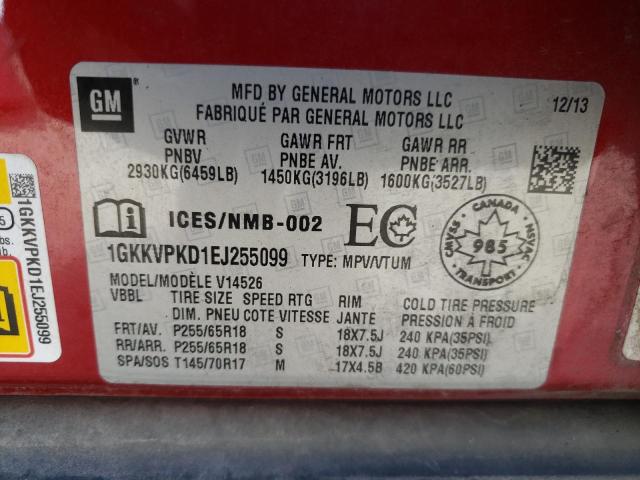 GM
MFD BY GENERAL MOTORS LLC
FABRIQUÉ PAR GENERAL MOTORS LLC
12/13
GVWR GAWR FRT GAWR RR
PNBV PNBE AV. PNBE ARR.
2930KG(6459LB) 1450KG(3196LB) 1600KG(3527LB)
ICES/NMB-002 EC
CANADA
CMVSS 985 NSVAC
TRANSPORT
1GKKVPKD1EJ255099 TYPE: MPV/VTUM
MODEL/MODÈLE V14526
VBBL TIRE SIZE SPEED RTG RIM COLD TIRE PRESSURE
DIM. PNEU COTE VITESSE JANTE PRESSION À FROID
FRT/AV. P255/65R18 S 18X7.5J 240 KPA(35PSI)
RR/ARR. P255/65R18 S 18X7.5J 240 KPA(35PSI)
SPA/SOS T145/70R17 M 17X4.5B 420 KPA(60PSI)
1GKKVPKD1EJ255099
5
lbs.